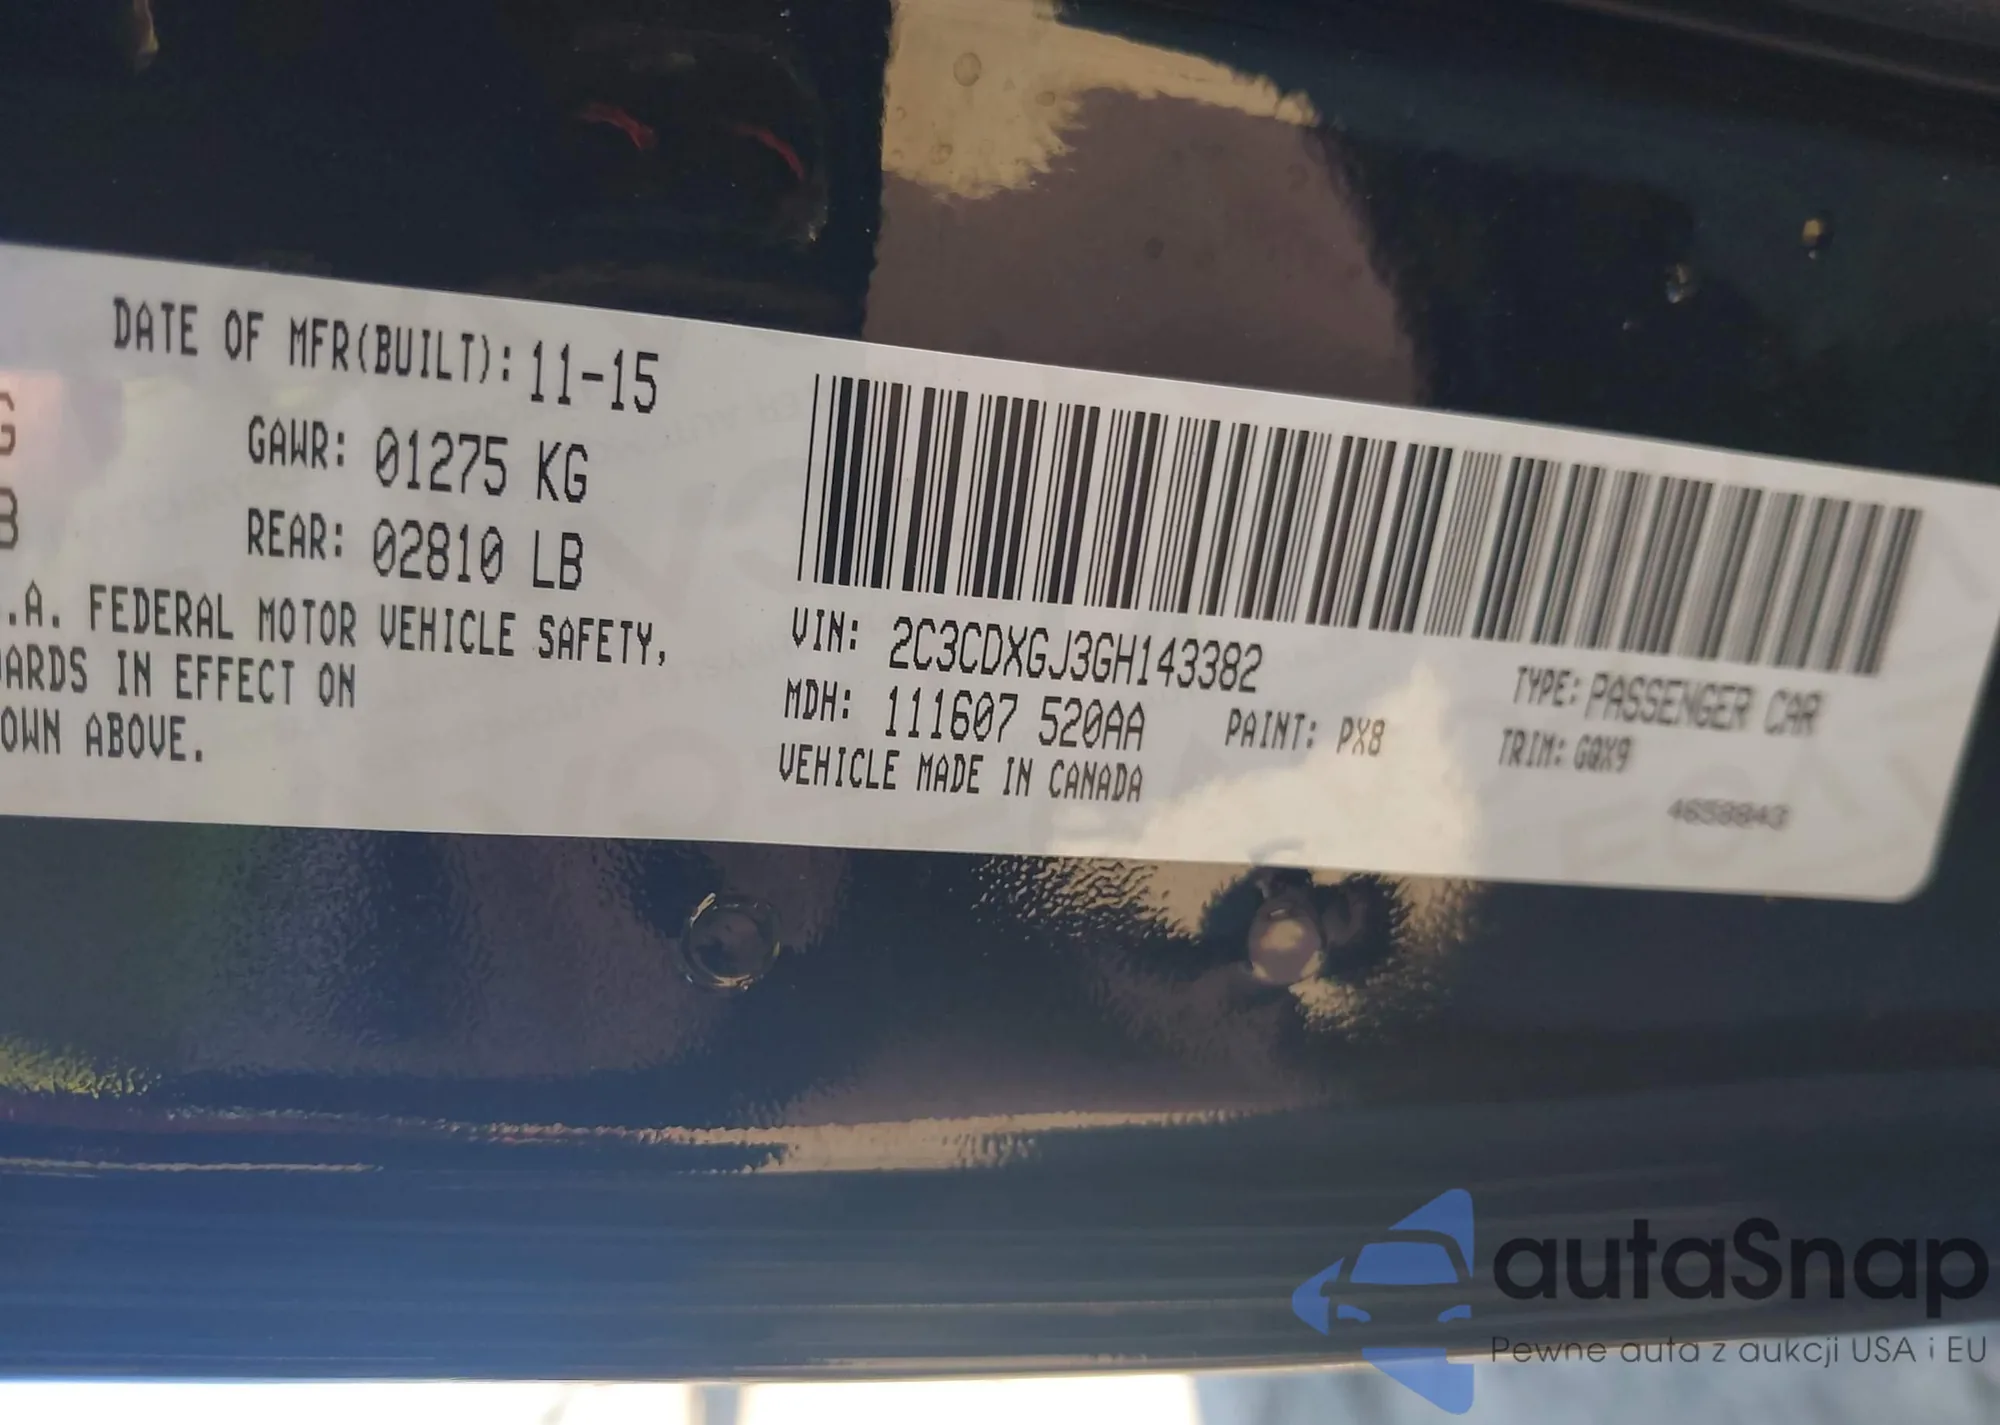 DATE OF MFR(BUILT): 11-15
G GAWR: 01275 KG
B REAR: 02810 LB
.A. FEDERAL MOTOR VEHICLE SAFETY,
ARDS IN EFFECT ON
OWN ABOVE.
VIN: 2C3CDXGJ3GH143382
TYPE: PASSENGER CAR
MDH: 111607 520AA PAINT: PX8 TRIM: GQX9
VEHICLE MADE IN CANADA
4658843
autaSnap
Pewne auta z aukcji USA i EU